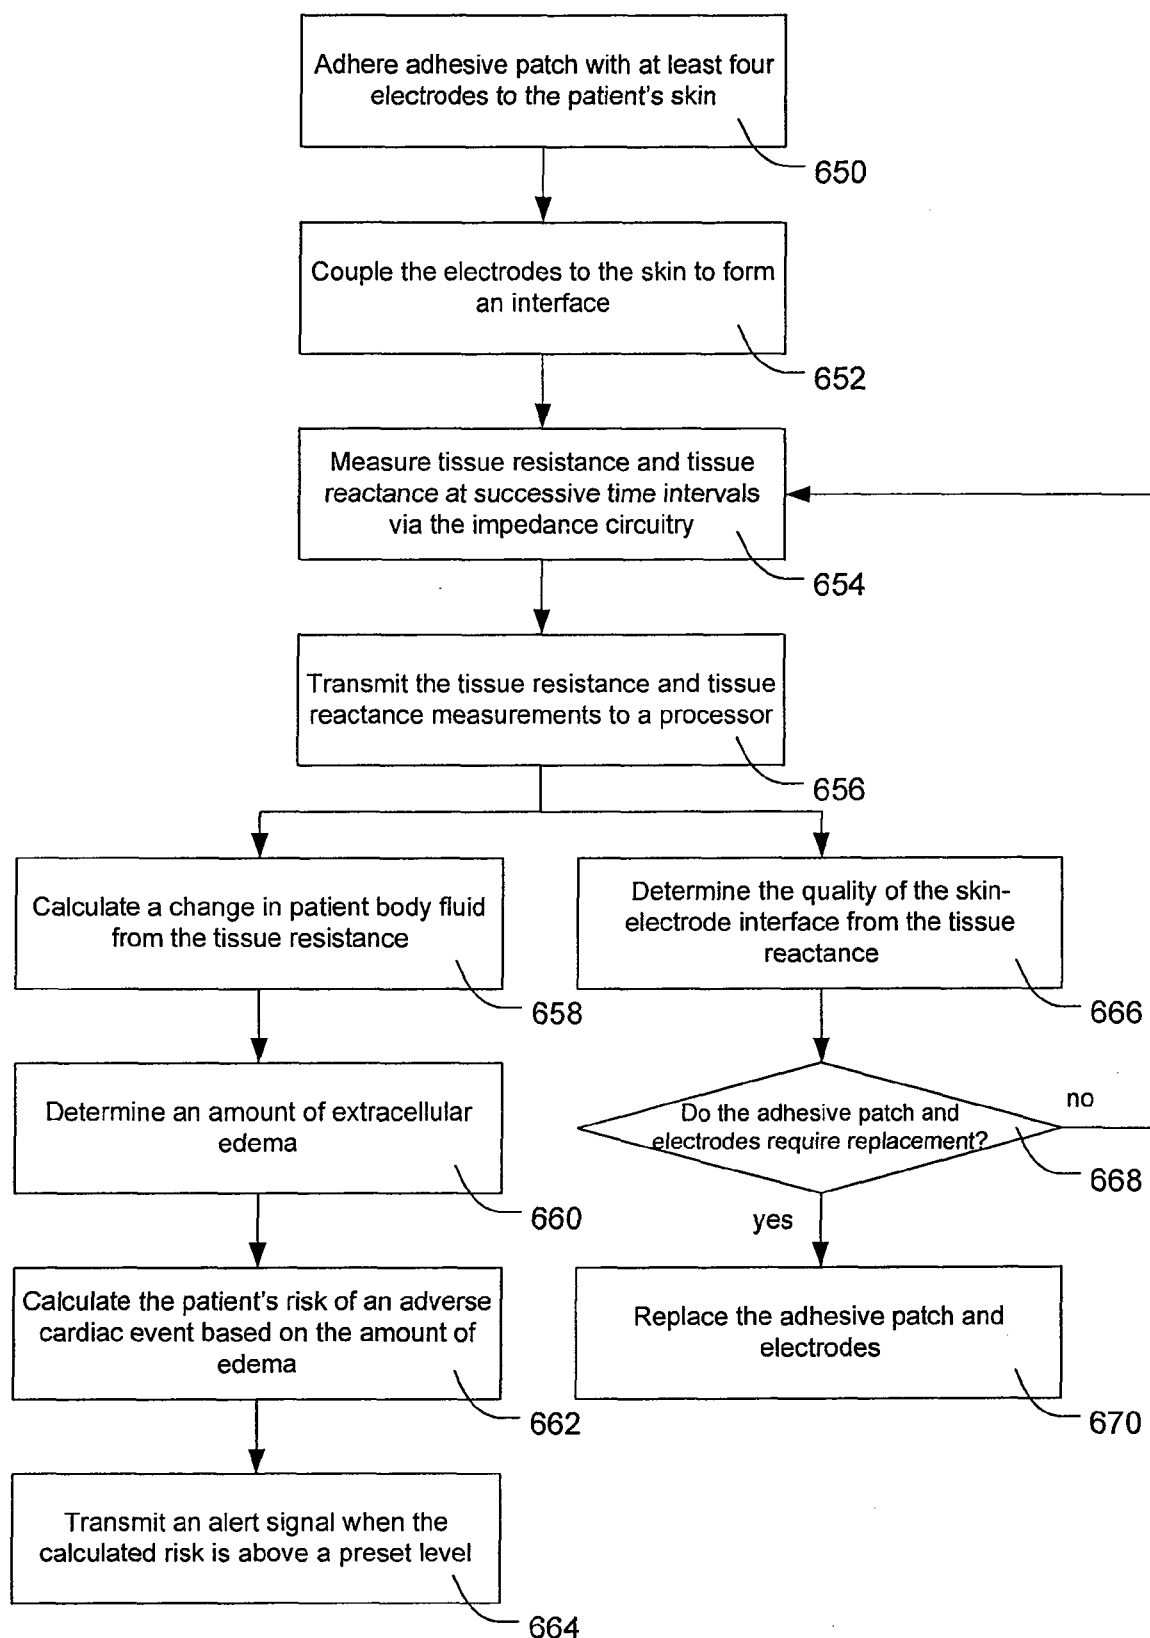 Adhere adhesive patch with at least four
electrodes to the patient's skin
650
Couple the electrodes to the skin to form
an interface
652
Measure tissue resistance and tissue
reactance at successive time intervals
via the impedance circuitry
654
Transmit the tissue resistance and tissue
reactance measurements to a processor
656
Calculate a change in patient body fluid
from the tissue resistance
658
Determine an amount of extracellular
edema
660
Calculate the patient's risk of an adverse
cardiac event based on the amount of
edema
662
Transmit an alert signal when the
calculated risk is above a preset level
664
Determine the quality of the skin-
electrode interface from the tissue
reactance
666
Do the adhesive patch and
electrodes require replacement?
no
668
yes
Replace the adhesive patch and
electrodes
670